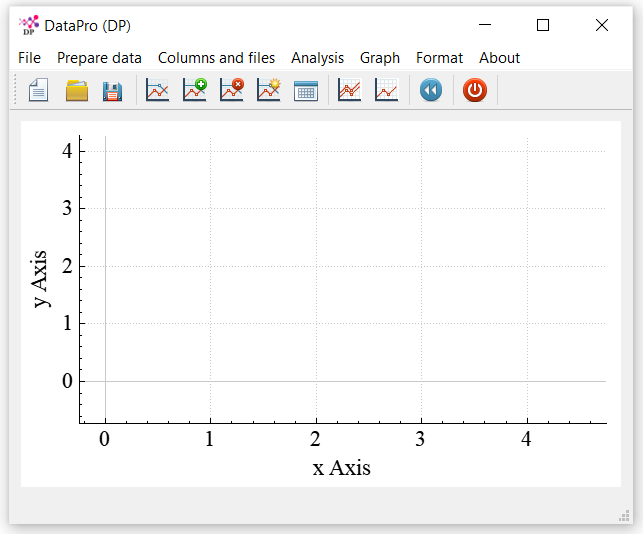 DP
DataPro (DP)
File Prepare data Columns and files Analysis Graph Format About
4
3
2
1
0
y Axis
0 1 2 3 4
x Axis